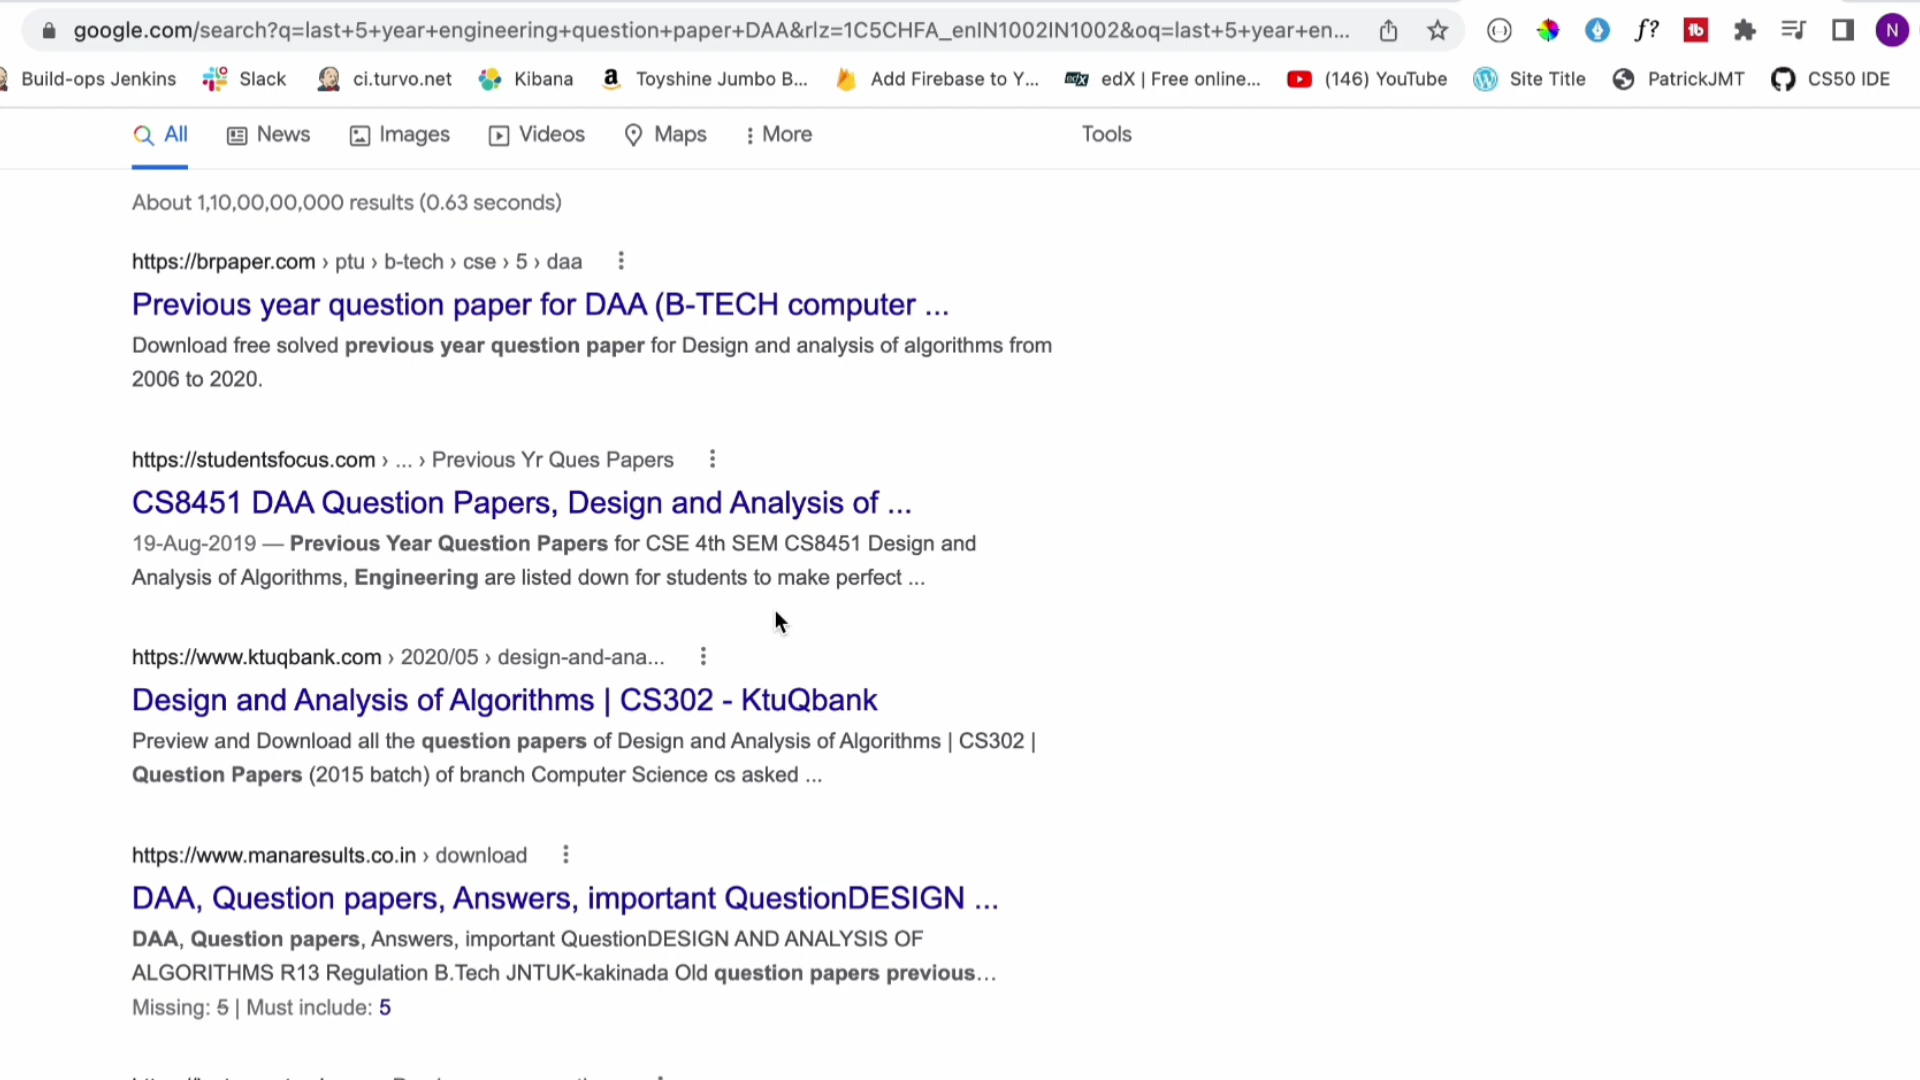 google.com/search?q=last+5+year+engineering+question+paper+DAA&rlz=1C5CHFA_enIN1002IN1002&oq=last+5+year+en...
f?
N
Build-ops Jenkins Slack ci.turvo.net Kibana Toyshine Jumbo B... Add Firebase to Y... edX | Free online... (146) YouTube Site Title PatrickJMT CS50 IDE
All News Images Videos Maps More Tools
About 1,10,00,00,000 results (0.63 seconds)
https://brpaper.com › ptu › b-tech › cse › 5 › daa
Previous year question paper for DAA (B-TECH computer ...
Download free solved previous year question paper for Design and analysis of algorithms from
2006 to 2020.
https://studentsfocus.com › ... › Previous Yr Ques Papers
CS8451 DAA Question Papers, Design and Analysis of ...
19-Aug-2019 — Previous Year Question Papers for CSE 4th SEM CS8451 Design and
Analysis of Algorithms, Engineering are listed down for students to make perfect ...
https://www.ktuqbank.com › 2020/05 › design-and-ana...
Design and Analysis of Algorithms | CS302 - KtuQbank
Preview and Download all the question papers of Design and Analysis of Algorithms | CS302 |
Question Papers (2015 batch) of branch Computer Science cs asked ...
https://www.manaresults.co.in › download
DAA, Question papers, Answers, important QuestionDESIGN ...
DAA, Question papers, Answers, important QuestionDESIGN AND ANALYSIS OF
ALGORITHMS R13 Regulation B.Tech JNTUK-kakinada Old question papers previous...
Missing: 5 | Must include: 5